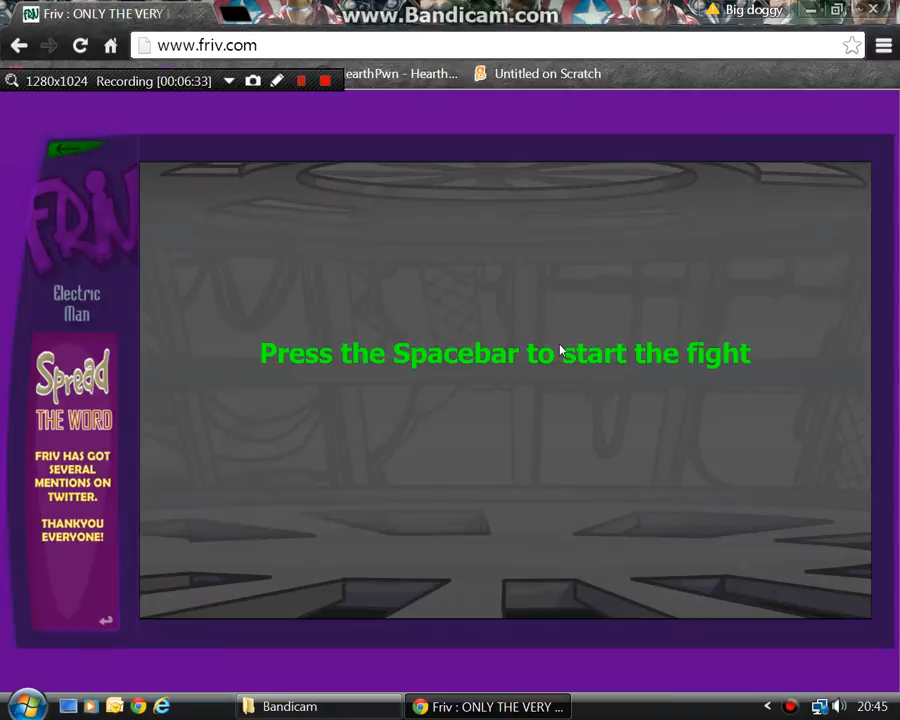 Friv : ONLY THE VERY
www.Bandicam.com
Big doggy
www.friv.com
1280x1024 Recording [00:06:33]
earthPwn - Hearth...
Untitled on Scratch
FRiV
Electric
Man
Spread
THE WORD
FRIV HAS GOT
SEVERAL
MENTIONS ON
TWITTER.
THANKYOU
EVERYONE!
Press the Spacebar to start the fight
Bandicam
Friv : ONLY THE VERY ...
20:45